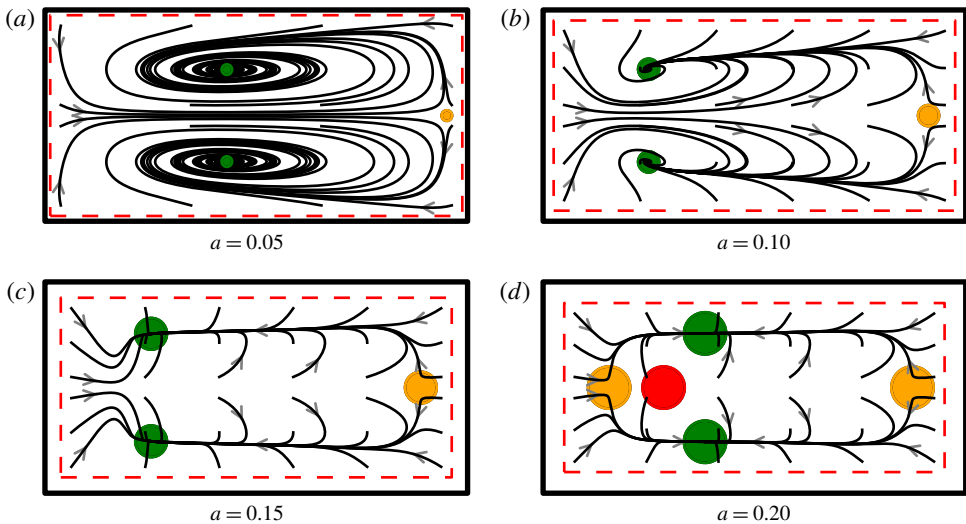 (a)
(b)
a = 0.05
a = 0.10
(c)
(d)
a = 0.15
a = 0.20